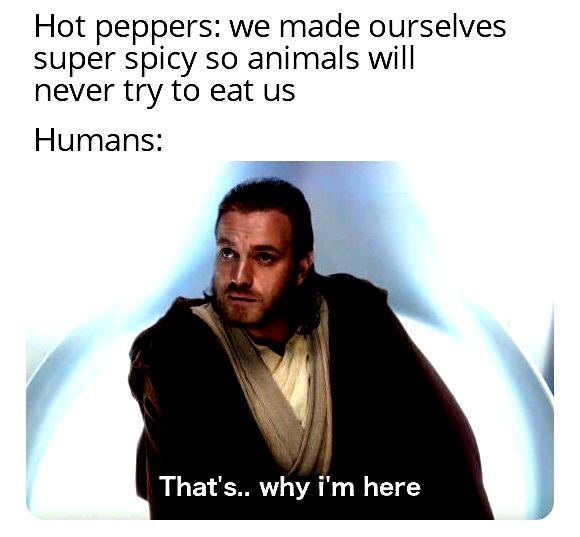 Hot peppers: we made ourselves
super spicy so animals will
never try to eat us
Humans:
That's.. why i'm here